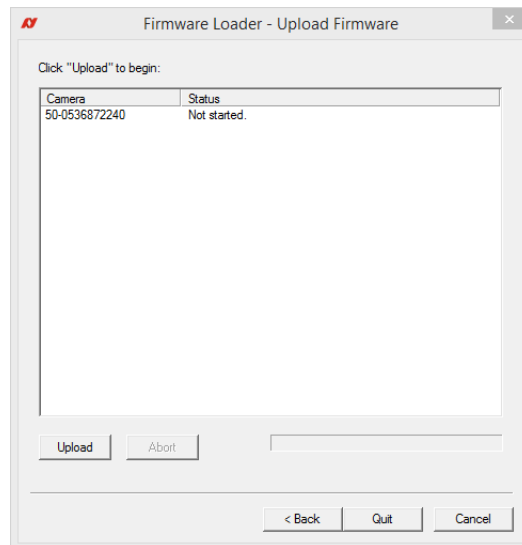 Firmware Loader - Upload Firmware
Click "Upload" to begin:
Camera Status
50-0536872240 Not started.
Upload Abort
< Back Quit Cancel